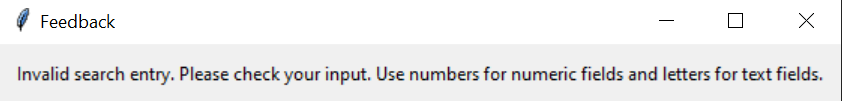 Feedback
Invalid search entry. Please check your input. Use numbers for numeric fields and letters for text fields.